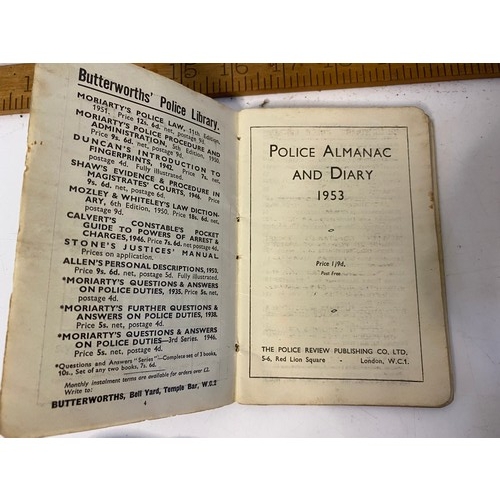 15 16 17
Butterworths' Police Library.
MORIARTY'S POLICE LAW, 11th Edition,
1951. Price 12s. 6d. net, postage 9d.
MORIARTY'S POLICE PROCEDURE AND
ADMINISTRATION. 5th Edition, 1950.
Price 9s. 6d. net, postage 9d.
DUNCAN'S INTRODUCTION TO
FINGERPRINTS, 1942. Price 7s. net,
postage 4d. Fully illustrated.
SHAW'S EVIDENCE & PROCEDURE IN
MAGISTRATES' COURTS, 1946. Price
9s. 6d. net, postage 6d.
MOZLEY & WHITELEY'S LAW DICTION-
ARY, 6th Edition, 1950. Price 18s. 6d. net,
postage 9d.
CALVERT'S CONSTABLE'S POCKET
GUIDE TO POWERS OF ARREST &
CHARGES, 1946. Price 7s. 6d net, postage 4d.
STONE'S JUSTICES' MANUAL
Prices on application.
ALLEN'S PERSONAL DESCRIPTIONS, 1950.
Price 9s. 6d. net, postage 5d. Fully illustrated.
*MORIARTY'S QUESTIONS & ANSWERS
ON POLICE DUTIES, 1935. Price 5s. net,
postage 4d.
*MORIARTY'S FURTHER QUESTIONS &
ANSWERS ON POLICE DUTIES, 1938.
Price 5s. net, postage 4d.
*MORIARTY'S QUESTIONS & ANSWERS
ON POLICE DUTIES—3rd Series. 1946.
Price 5s. net, postage 4d.
*Questions and Answers "Series"—Complete set of 3 books,
10s., Set of any two books, 7s. 6d.
Monthly instalment terms are available for orders over £2.
Write to:
BUTTERWORTHS, Bell Yard, Temple Bar, W.C.2
4
POLICE ALMANAC
AND DIARY
1953
Price 1/9d.
Post Free
THE POLICE REVIEW PUBLISHING CO., LTD.
5-6, Red Lion Square · London, W.C.1.